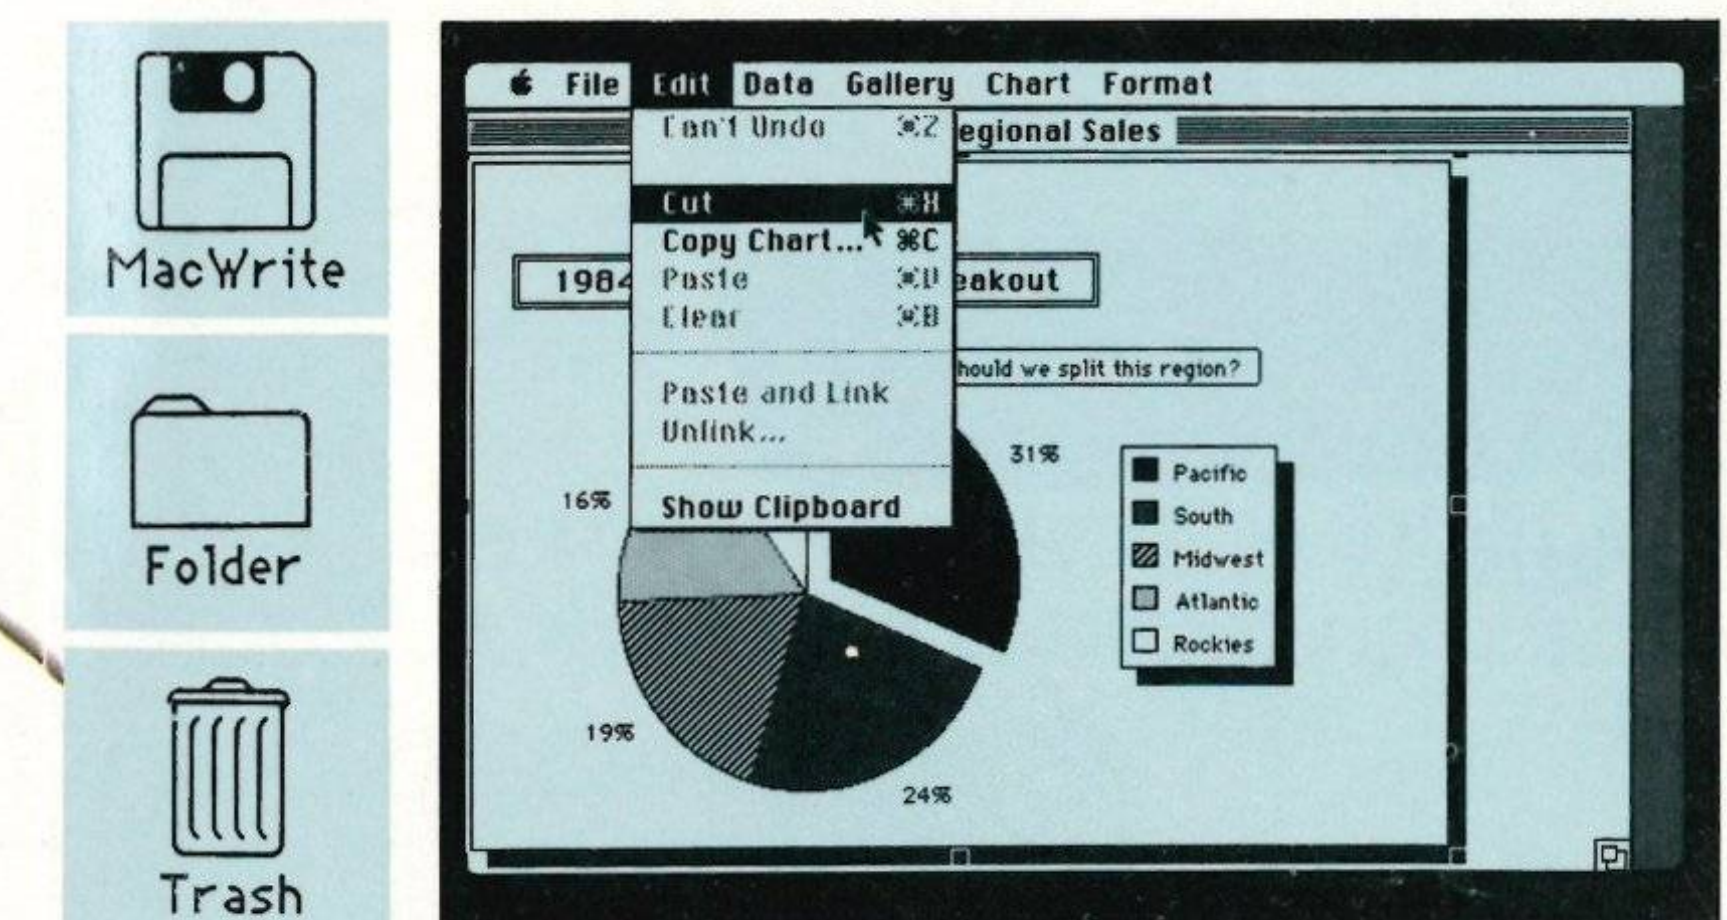 MacWrite
Folder
Trash
File Edit Data Gallery Chart Format
Can't Undo ⌘Z
egional Sales
Cut ⌘X
Copy Chart... ⌘C
1984
Paste ⌘V
eakout
Clear ⌘B
hould we split this region?
Paste and Link
Unlink...
31%
16%
Show Clipboard
Pacific
South
Midwest
Atlantic
Rockies
19%
24%